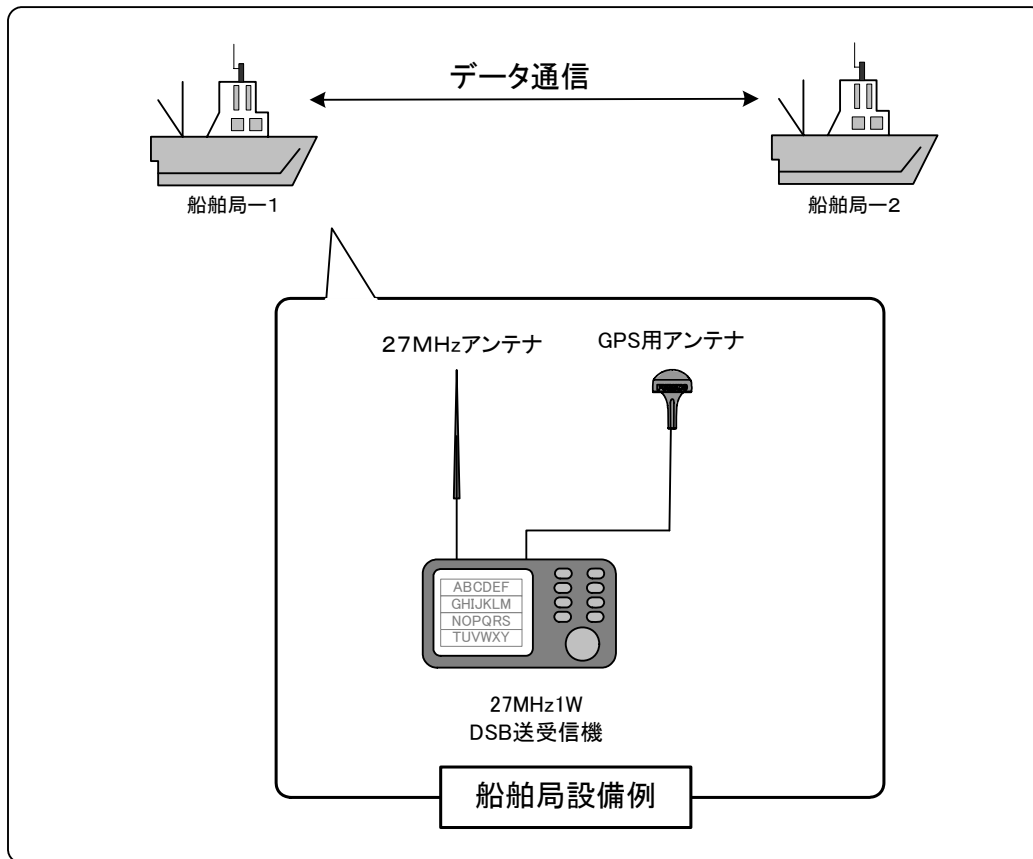 データ通信
船舶局ー1
船舶局ー2
27MHzアンテナ
GPS用アンテナ
ABCDEF
GHIJKLM
NOPQRS
TUVWXY
27MHz1W
DSB送受信機
船舶局設備例